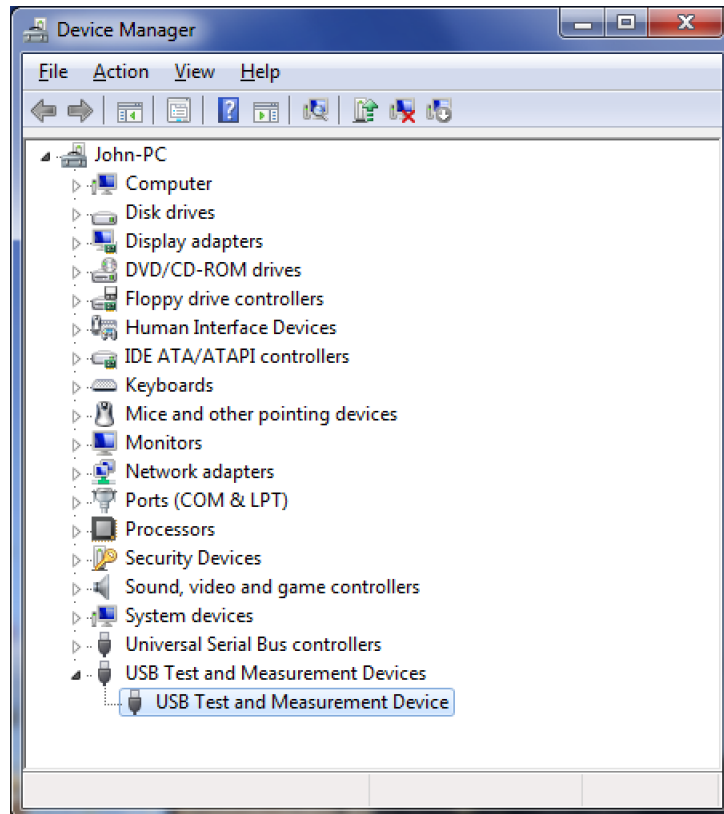 Device Manager
File Action View Help
John-PC
Computer
Disk drives
Display adapters
DVD/CD-ROM drives
Floppy drive controllers
Human Interface Devices
IDE ATA/ATAPI controllers
Keyboards
Mice and other pointing devices
Monitors
Network adapters
Ports (COM & LPT)
Processors
Security Devices
Sound, video and game controllers
System devices
Universal Serial Bus controllers
USB Test and Measurement Devices
USB Test and Measurement Device